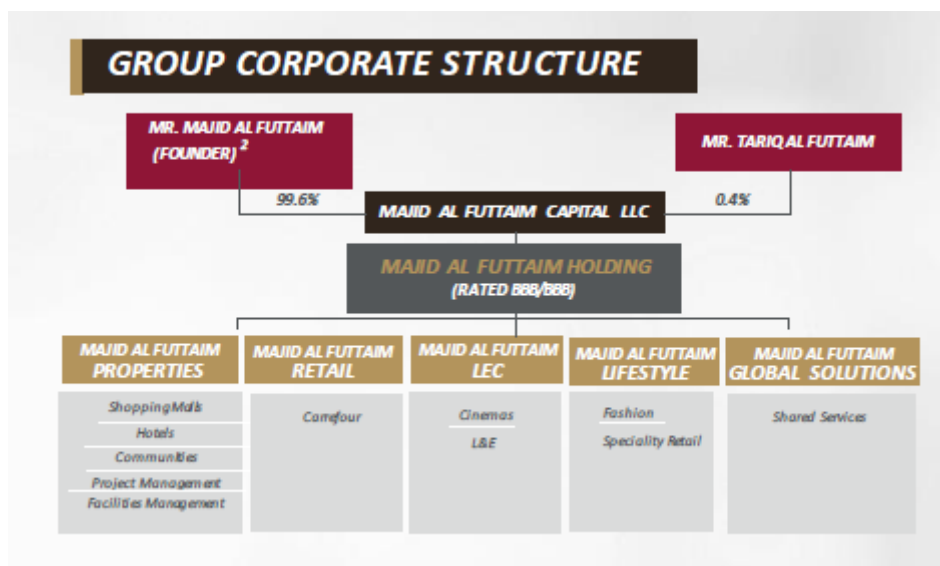 GROUP CORPORATE STRUCTURE
MR. MAJID AL FUTTAIM
(FOUNDER) 2
MR. TARIQ AL FUTTAIM
99.6%
0.4%
MAJID AL FUTTAIM CAPITAL LLC
MAJID AL FUTTAIM HOLDING
(RATED BBB/BBB)
MAJID AL FUTTAIM
PROPERTIES
MAJID AL FUTTAIM
RETAIL
MAJID AL FUTTAIM
LEC
MAJID AL FUTTAIM
LIFESTYLE
MAJID AL FUTTAIM
GLOBAL SOLUTIONS
Shopping Malls
Hotels
Communities
Project Management
Facilities Management
Carrefour
Cinemas
L&E
Fashion
Speciality Retail
Shared Services